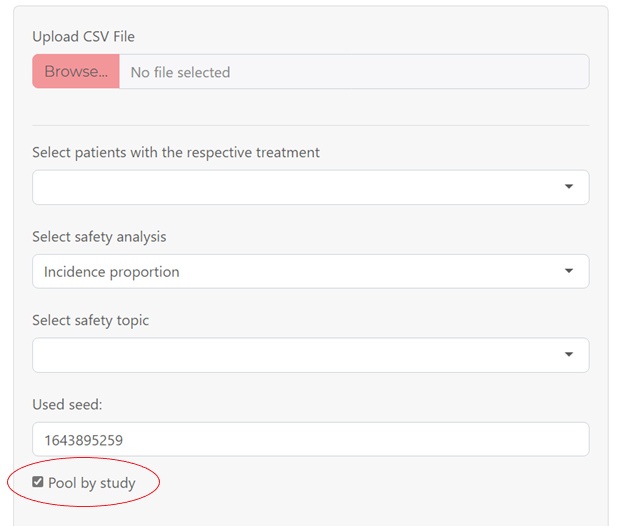 Upload CSV File
Browse... No file selected
Select patients with the respective treatment
Select safety analysis
Incidence proportion
Select safety topic
Used seed:
1643895259
Pool by study